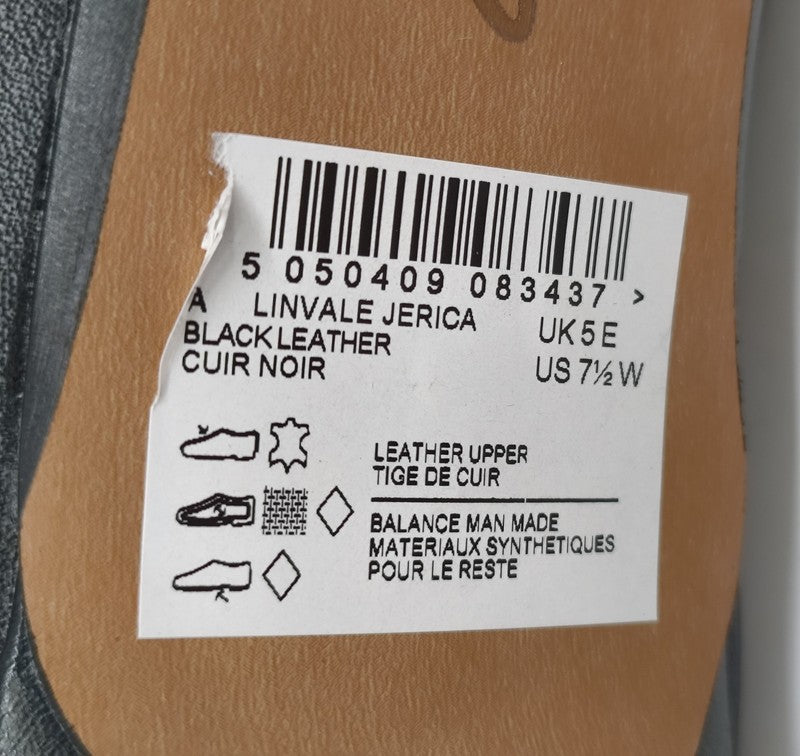 5 050409 083437 >
A LINVALE JERICA UK 5 E
BLACK LEATHER
CUIR NOIR US 7½ W
LEATHER UPPER
TIGE DE CUIR
BALANCE MAN MADE
MATERIAUX SYNTHETIQUES
POUR LE RESTE